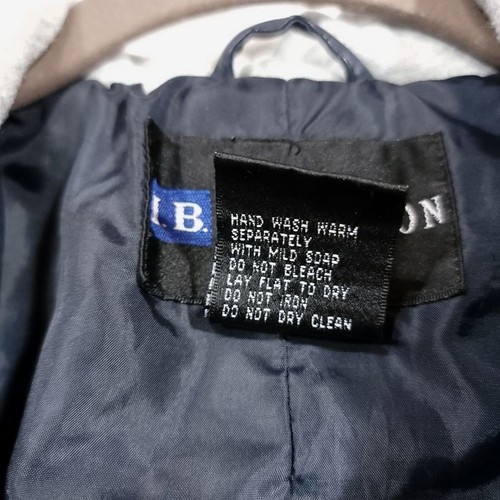 I.B.
ON
HAND WASH WARM
SEPARATELY
WITH MILD SOAP
DO NOT BLEACH
LAY FLAT TO DRY
DO NOT IRON
DO NOT DRY CLEAN